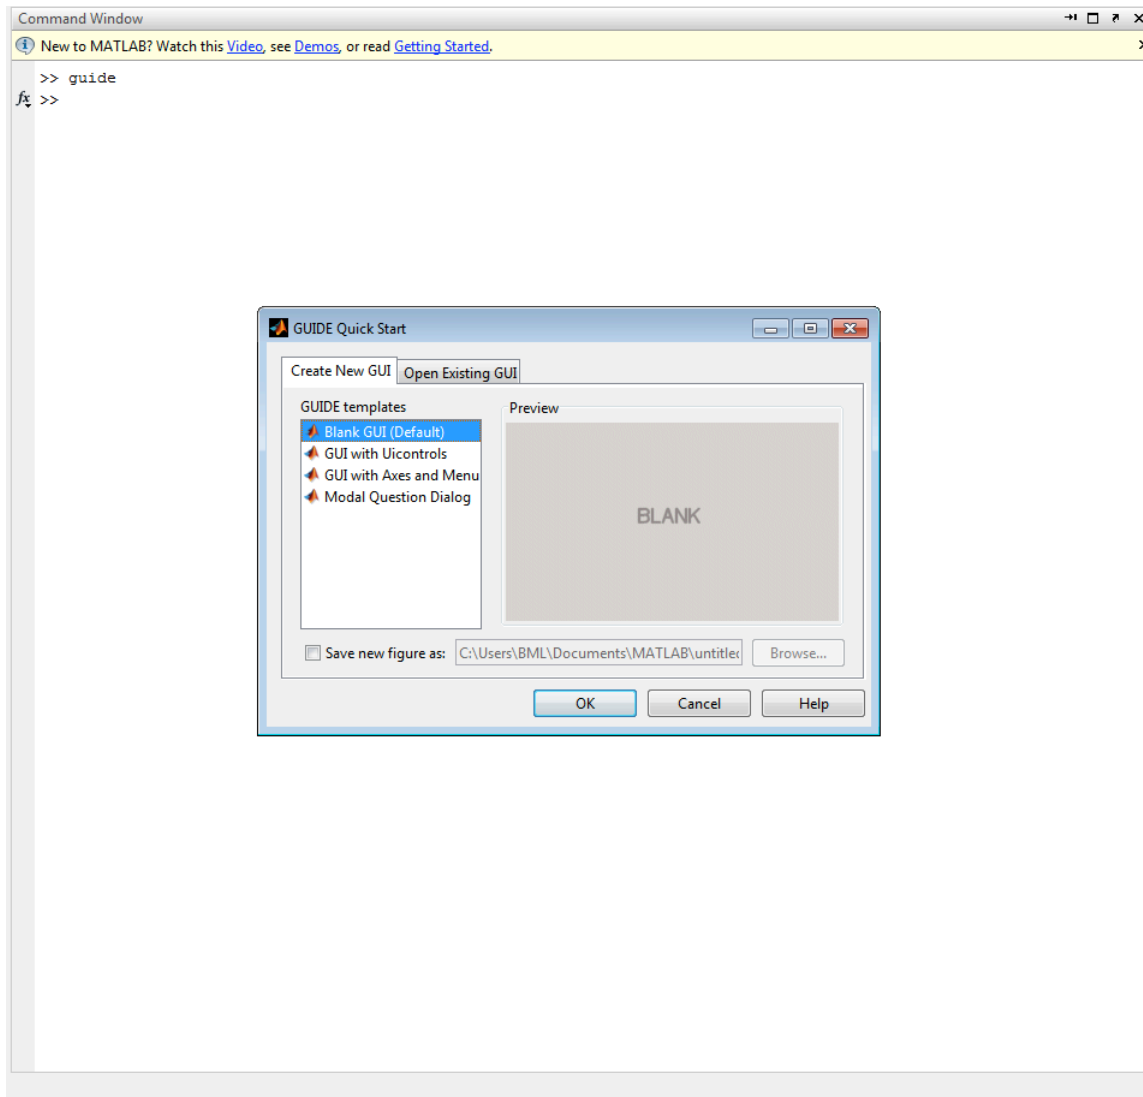 Command Window
New to MATLAB? Watch this Video, see Demos, or read Getting Started.
>> guide
fx >>
GUIDE Quick Start
Create New GUI Open Existing GUI
GUIDE templates
Preview
Blank GUI (Default)
GUI with Uicontrols
GUI with Axes and Menu
Modal Question Dialog
BLANK
Save new figure as: C:\Users\BML\Documents\MATLAB\untitled Browse...
OK Cancel Help